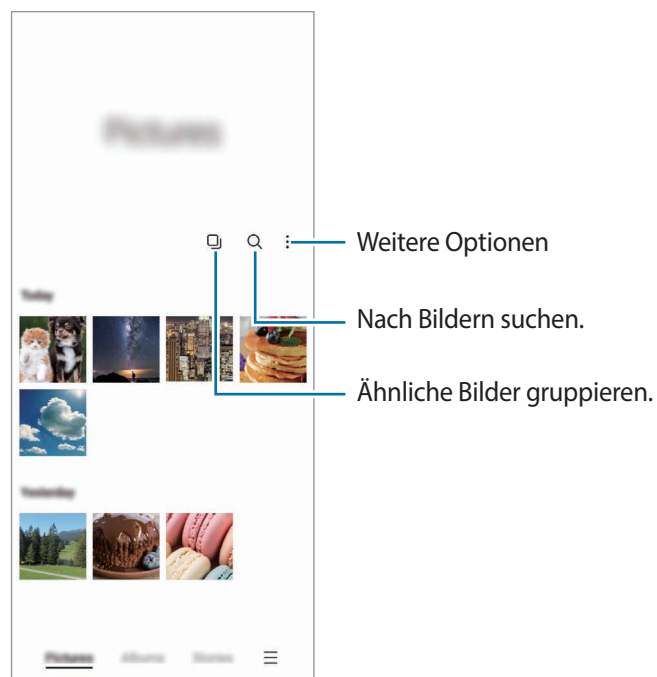 Pictures
Weitere Optionen
Today
Nach Bildern suchen.
Ähnliche Bilder gruppieren.
Yesterday
Pictures Albums Stories